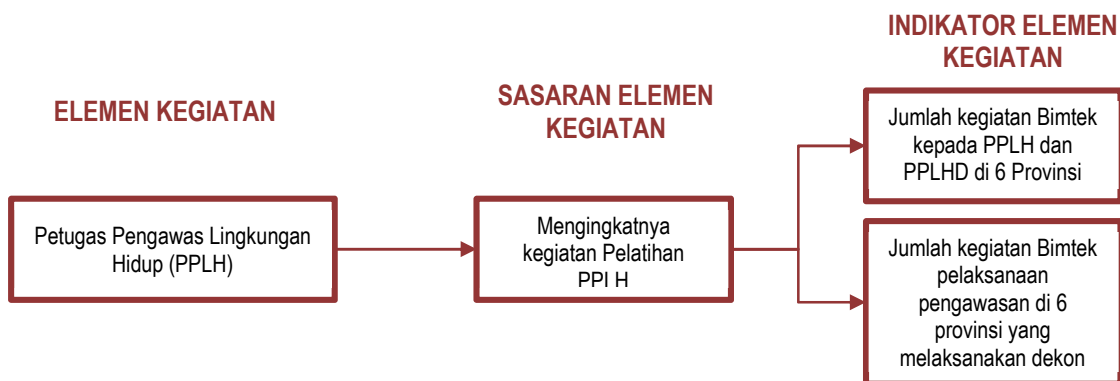 ELEMEN KEGIATAN
Petugas Pengawas Lingkungan
Hidup (PPLH)
SASARAN ELEMEN
KEGIATAN
Mengingkatnya
kegiatan Pelatihan
PPI H
INDIKATOR ELEMEN
KEGIATAN
Jumlah kegiatan Bimtek
kepada PPLH dan
PPLHD di 6 Provinsi
Jumlah kegiatan Bimtek
pelaksanaan
pengawasan di 6
provinsi yang
melaksanakan dekon